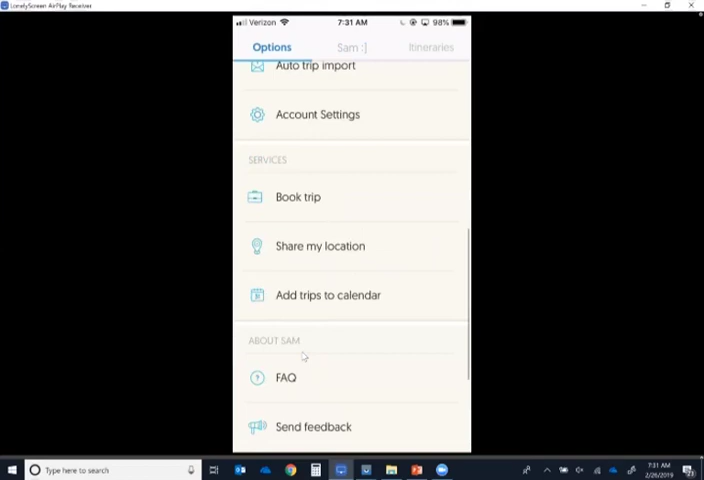 LonelyScreen AirPlay Receiver
Verizon 7:31 AM 98%
Options Sam :] Itineraries
Auto trip import
Account Settings
SERVICES
Book trip
Share my location
31
Add trips to calendar
ABOUT SAM
? FAQ
Send feedback
Type here to search
7:31 AM
2/26/2019